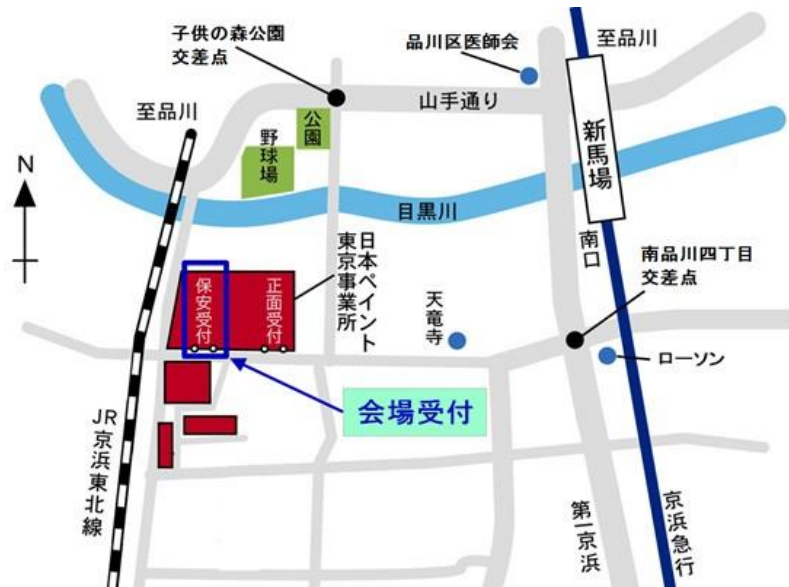 子供の森公園
交差点
品川区医師会
至品川
至品川
山手通り
公園
野球場
新馬場
N
目黒川
南口
南品川四丁目
交差点
日本ペイント
東京事業所
保安受付
正面受付
天竜寺
ローソン
会場受付
JR京浜東北線
第一京浜
京浜急行